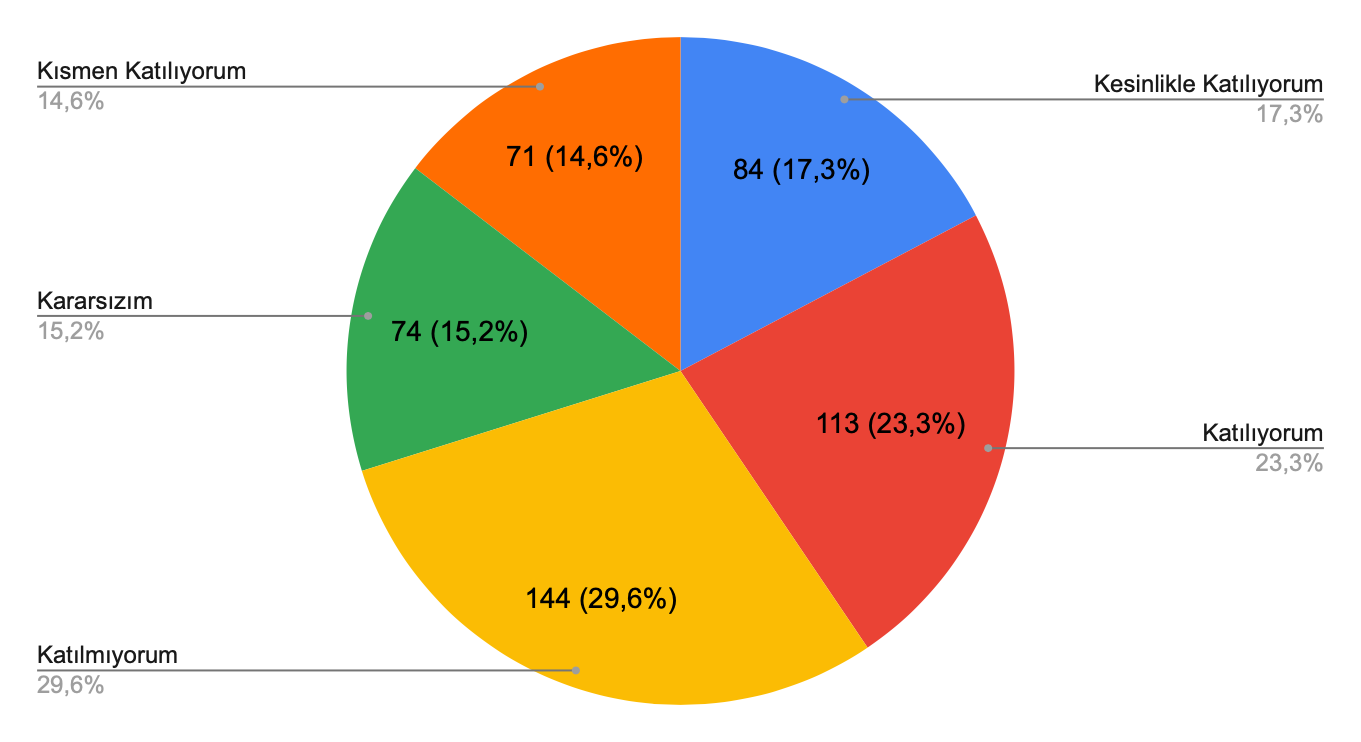 Kısmen Katılıyorum
14,6%
Kesinlikle Katılıyorum
17,3%
71 (14,6%)
84 (17,3%)
Kararsızım
15,2%
74 (15,2%)
113 (23,3%)
Katılıyorum
23,3%
144 (29,6%)
Katılmıyorum
29,6%